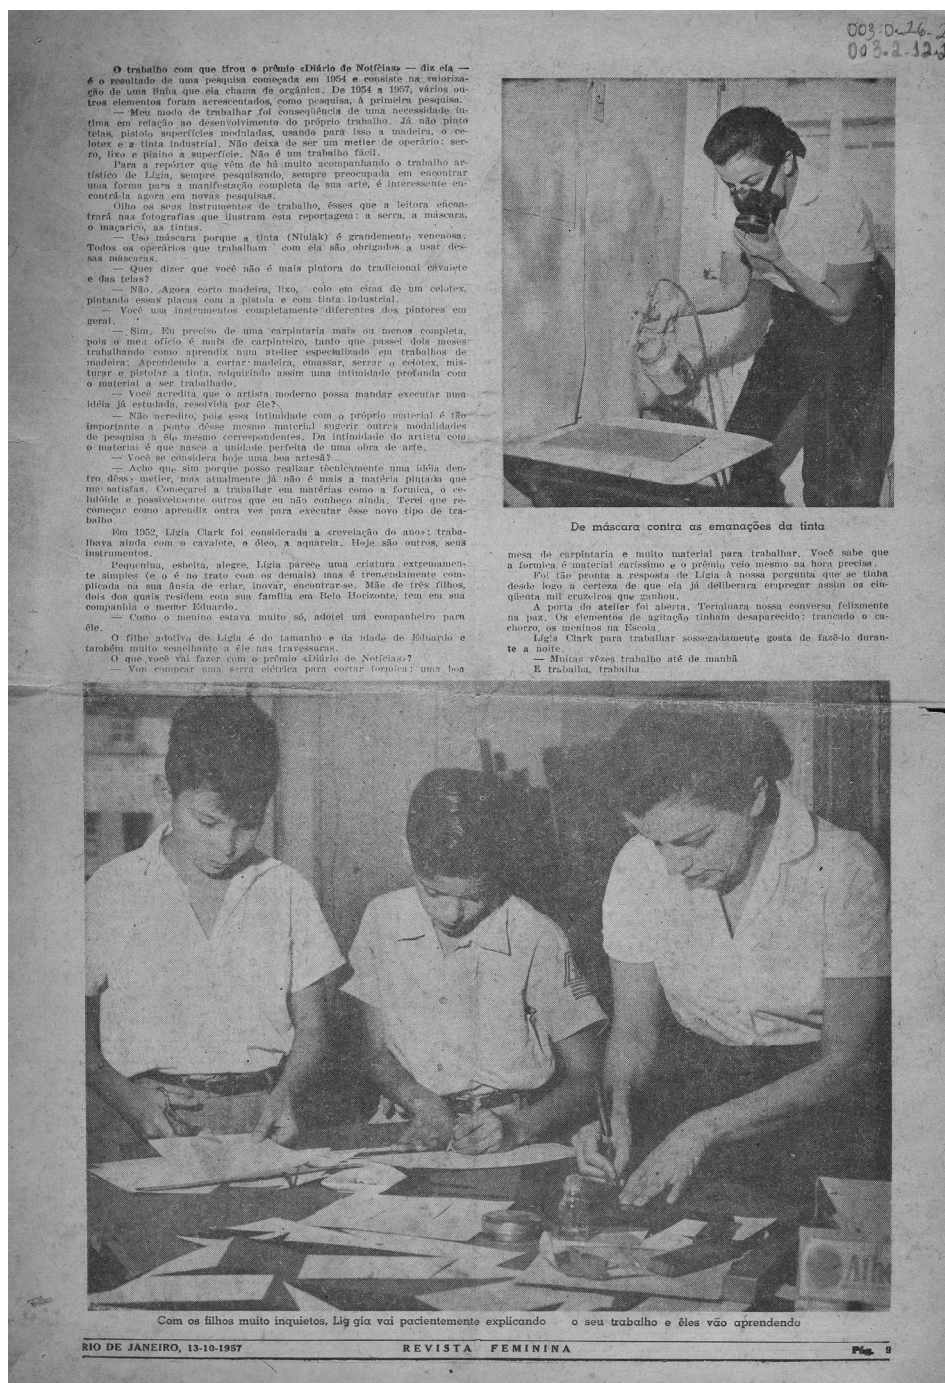 003.0-26.2
003.2.12.2
O trabalho com que tirou o prêmio «Diário de Notícias» — diz ela —
é o resultado de uma pesquisa começada em 1954 e consiste na valoriza-
ção de uma linha que ela chama de orgânica. De 1954 a 1957, vários ou-
tros elementos foram acrescentados, como pesquisa, à primeira pesquisa.
— Meu modo de trabalhar foi conseqüência de uma necessidade ín-
tima em relação ao desenvolvimento do próprio trabalho. Já não pinto
telas, pistolo superfícies moduladas, usando para isso a madeira, o ce-
lotex e a tinta industrial. Não deixa de ser um metier de operário: ser-
ro, lixo e plaino a superfície. Não é um trabalho fácil.
Para a repórter que vêm de há muito acompanhando o trabalho ar-
tístico de Lígia, sempre pesquisando, sempre preocupada em encontrar
uma forma para a manifestação completa de sua arte, é interessente en-
contrá-la agora em novas pesquisas.
Olho os seus instrumentos de trabalho, êsses que a leitora encon-
trará nas fotografias que ilustram esta reportagem: a serra, a máscara,
o maçarico, as tintas.
Uso máscara porque a tinta (Niulak) é grandemente venenosa.
Todos os operários que trabalham com ela são obrigados a usar des-
sas máscaras.
— Quer dizer que você não é mais pintora do tradicional cavalete
e das telas?
— Não. Agora corto madeira, lixo, colo em cima de um celotex,
pintando essas placas com a pistola e com tinta industrial.
— Você usa instrumentos completamente diferentes dos pintores em
geral.
— Sim. Eu preciso de uma carpintaria mais ou menos completa,
pois o meu ofício é mais de carpinteiro, tanto que passei dois meses
trabalhando como aprendiz num atelier especializado em trabalhos de
madeira. Aprendendo a cortar madeira, emassar, serrar o celotex, mis-
turar e pistolar a tinta, adquirindo assim uma intimidade profunda com
o material a ser trabalhado.
— Você acredita que o artista moderno possa mandar executar uma
idéia já estudada, resolvida por êle?
— Não acredito, pois essa intimidade com o próprio material é tão
importante a ponto dêsse mesmo material sugerir outras modalidades
de pesquisa a êle mesmo correspondentes. Da intimidade do artista com
o material é que nasce a unidade perfeita de uma obra de arte.
— Você se considera hoje uma boa artesã?
— Acho que sim porque posso realizar tècnicamente uma idéia den-
tro dêsse metier, mas atualmente já não é mais a matéria pintada que
me satisfaz. Começarei a trabalhar em matérias como a formica, o ce-
lulóide e possivelmente outros que eu não conheço ainda. Terei que re-
começar como aprendiz outra vez para executar êsse novo tipo de tra-
balho
Em 1952, Lígia Clark foi considerada a «revelação do ano»; traba-
lhava ainda com o cavalete, o óleo, a aquarela. Hoje são outros, seus
instrumentos.
Pequenina, esbelta, alegre, Lígia parece uma criatura extremamen-
te simples (e o é no trato com os demais) mas é tremendamente com-
plicada na sua ânsia de criar, inovar, encontrar-se. Mãe de três filhos,
dois dos quais residem com sua família em Belo Horizonte, tem em sua
companhia o menor Eduardo.
— Como o menino estava muito só, adotei um companheiro para
êle.
O filho adotivo de Lígia é do tamanho e da idade de Eduardo e
também muito semelhante a êle nas travessuras.
O que você vai fazer com o prêmio «Diário de Notícias»?
— Vou comprar uma serra elétrica para cortar formica; uma boa
De máscara contra as emanações da tinta
mesa de carpintaria e muito material para trabalhar. Você sabe que
a formica é material caríssimo e o prêmio veio mesmo na hora precisa.
Foi tão pronta a resposta de Lígia à nossa pergunta que se tinha
desde logo a certeza de que ela já deliberara empregar assim os cin-
qüenta mil cruzeiros que ganhou.
A porta do atelier foi aberta. Terminara nossa conversa felizmente
na paz. Os elementos de agitação tinham desaparecido: trancado o ca-
chorro, os meninos na Escola.
Lígia Clark para trabalhar sossegadamente gosta de fazê-lo duran-
te a noite.
— Muitas vêzes trabalho até de manhã
E trabalha, trabalha
Com os filhos muito inquietos, Lig gia vai pacientemente explicando o seu trabalho e êles vão aprendendo
RIO DE JANEIRO, 13-10-1957 REVISTA FEMININA Pág. 9